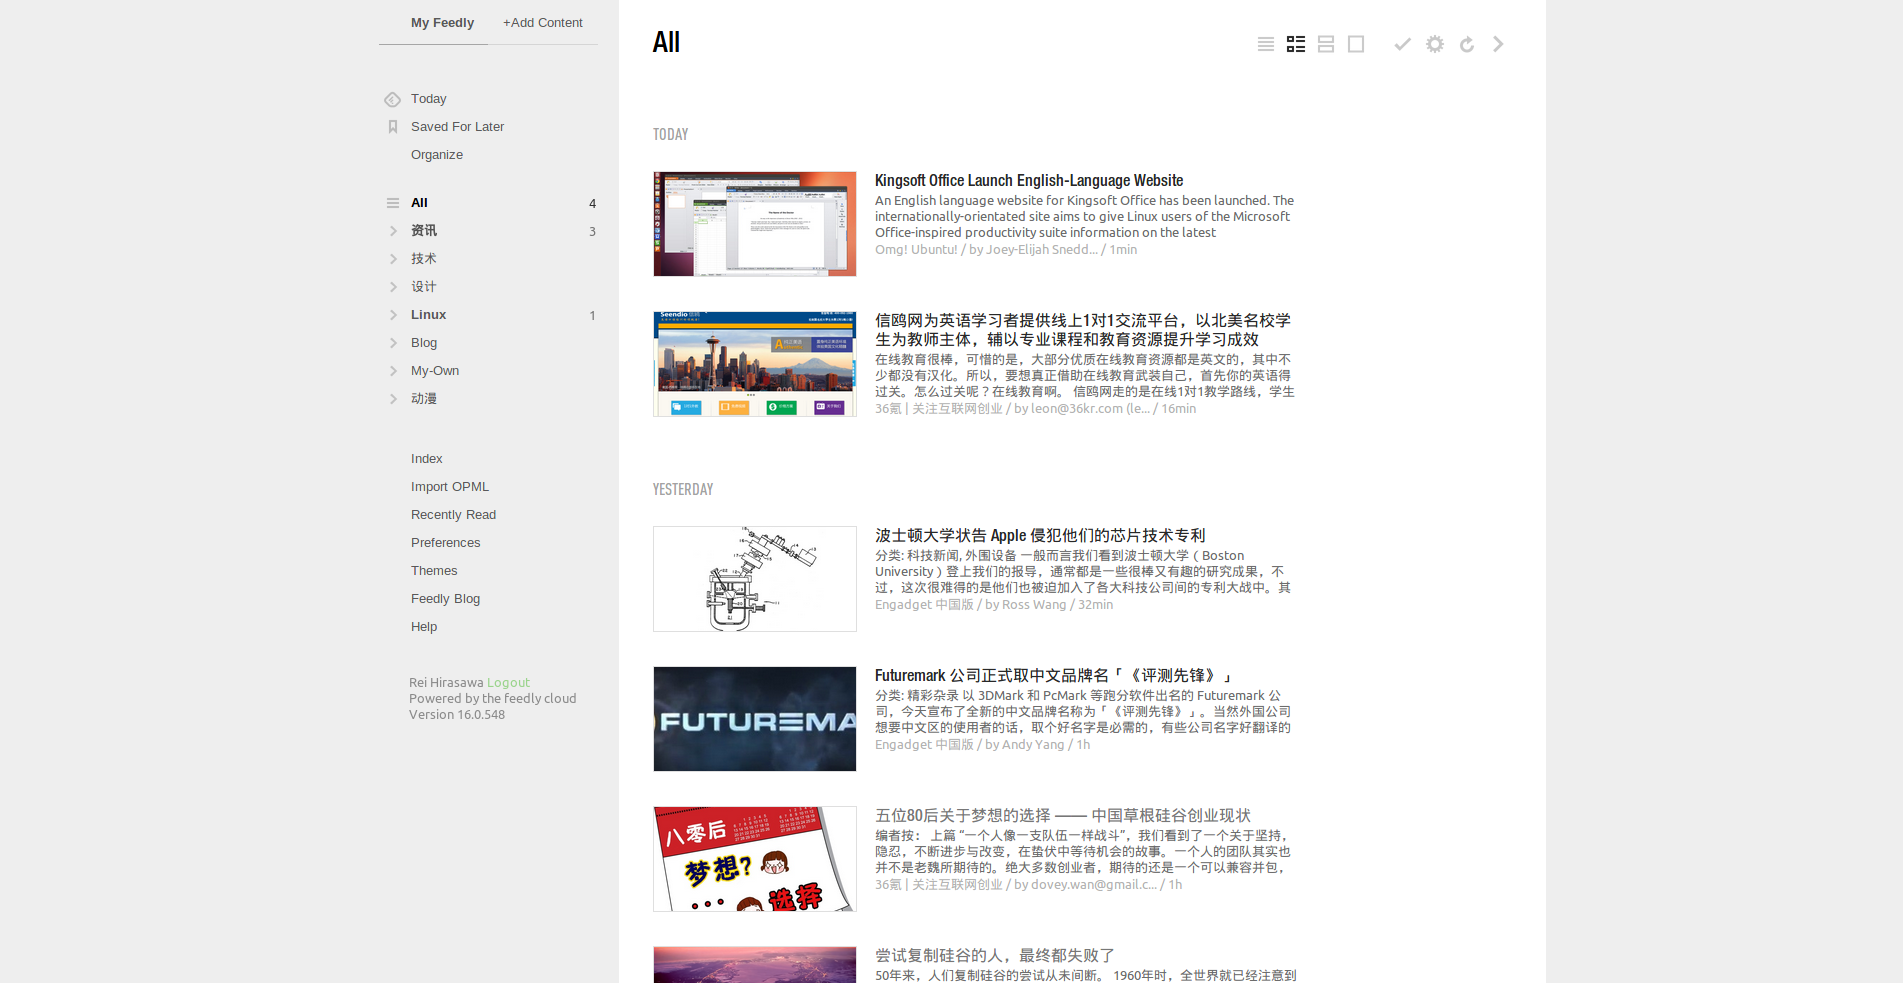 My Feedly +Add Content
Today
Saved For Later
Organize
All 4
资讯 3
技术
设计
Linux 1
Blog
My-Own
动漫
Index
Import OPML
Recently Read
Preferences
Themes
Feedly Blog
Help
Rei Hirasawa Logout
Powered by the feedly cloud
Version 16.0.548
All
TODAY
Kingsoft Office Launch English-Language Website
An English language website for Kingsoft Office has been launched. The
internationally-orientated site aims to give Linux users of the Microsoft
Office-inspired productivity suite information on the latest
Omg! Ubuntu! / by Joey-Elijah Snedd... / 1min
Seendio信鸥
信鸥网为英语学习者提供线上1对1交流平台，以北美名校学
生为教师主体，辅以专业课程和教育资源提升学习成效
在线教育很棒，可惜的是，大部分优质在线教育资源都是英文的，其中不
少都没有汉化。所以，要想真正借助在线教育武装自己，首先你的英语得
过关。怎么过关呢？在线教育啊。 信鸥网走的是在线1对1教学路线，学生
36氪 | 关注互联网创业 / by leon@36kr.com (le... / 16min
YESTERDAY
波士顿大学状告 Apple 侵犯他们的芯片技术专利
分类: 科技新闻, 外围设备 一般而言我们看到波士顿大学（Boston
University）登上我们的报导，通常都是一些很棒又有趣的研究成果，不
过，这次很难得的是他们也被迫加入了各大科技公司间的专利大战中。其
Engadget 中国版 / by Ross Wang / 32min
FUTUREMA
Futuremark 公司正式取中文品牌名「《评测先锋》」
分类: 精彩杂录 以 3DMark 和 PcMark 等跑分软件出名的 Futuremark 公
司，今天宣布了全新的中文品牌名称为「《评测先锋》」。当然外国公司
想要中文区的使用者的话，取个好名字是必需的，有些公司名字好翻译的
Engadget 中国版 / by Andy Yang / 1h
八零后
梦想?
...选择
五位80后关于梦想的选择 —— 中国草根硅谷创业现状
编者按： 上篇 “一个人像一支队伍一样战斗”，我们看到了一个关于坚持，
隐忍，不断进步与改变，在蛰伏中等待机会的故事。一个人的团队其实也
并不是老魏所期待的。绝大多数创业者，期待的还是一个可以兼容并包，
36氪 | 关注互联网创业 / by dovey.wan@gmail.c... / 1h
尝试复制硅谷的人，最终都失败了
50年来，人们复制硅谷的尝试从未间断。 1960年时，全世界就已经注意到